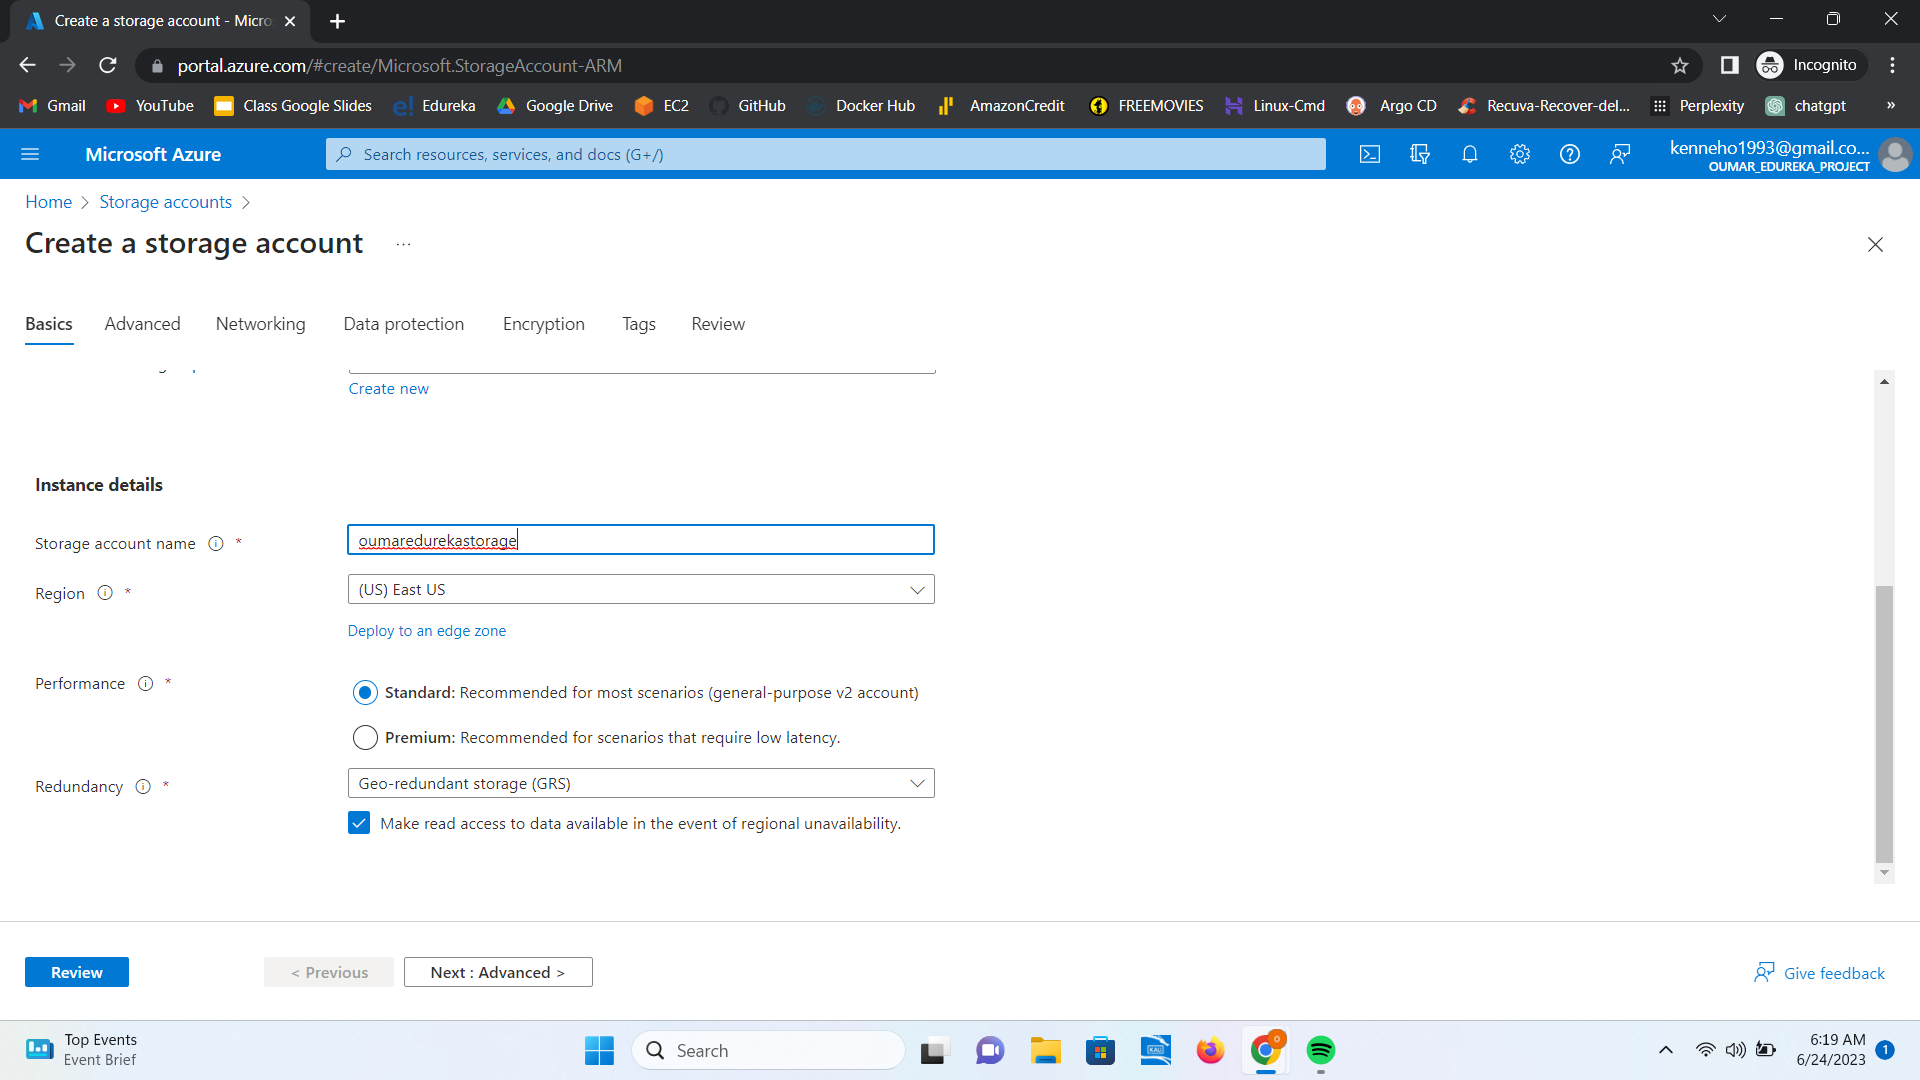 Create a storage account - Micro
portal.azure.com/#create/Microsoft.StorageAccount-ARM
Incognito
Gmail YouTube Class Google Slides Edureka Google Drive EC2 GitHub Docker Hub AmazonCredit FREEMOVIES Linux-Cmd Argo CD Recuva-Recover-del... Perplexity chatgpt »
Microsoft Azure
Search resources, services, and docs (G+/)
kenneho1993@gmail.co...
OUMAR_EDUREKA_PROJECT
Home > Storage accounts >
Create a storage account ...
Basics Advanced Networking Data protection Encryption Tags Review
Create new
Instance details
Storage account name * oumaredurekastorage
Region * (US) East US
Deploy to an edge zone
Performance * Standard: Recommended for most scenarios (general-purpose v2 account)
Premium: Recommended for scenarios that require low latency.
Redundancy * Geo-redundant storage (GRS)
Make read access to data available in the event of regional unavailability.
Review < Previous Next : Advanced > Give feedback
Top Events
Event Brief
Search
6:19 AM
6/24/2023
1